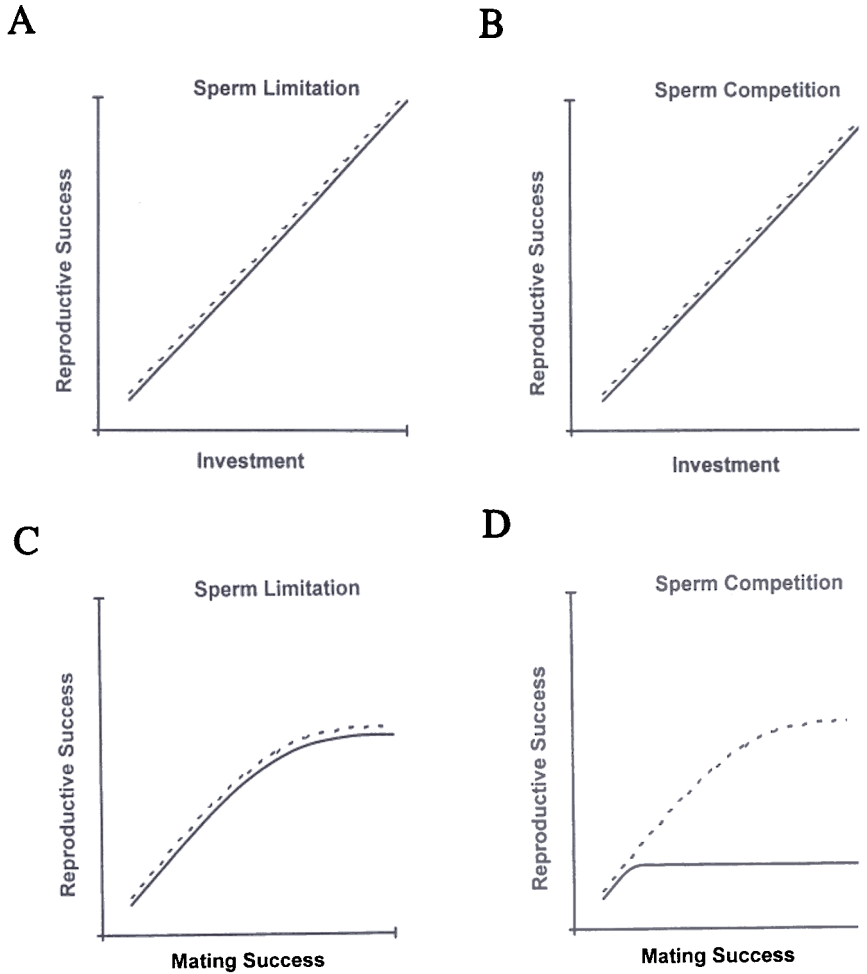 A
B
Sperm Limitation
Sperm Competition
Reproductive Success
Reproductive Success
Investment
Investment
C
D
Sperm Limitation
Sperm Competition
Reproductive Success
Reproductive Success
Mating Success
Mating Success